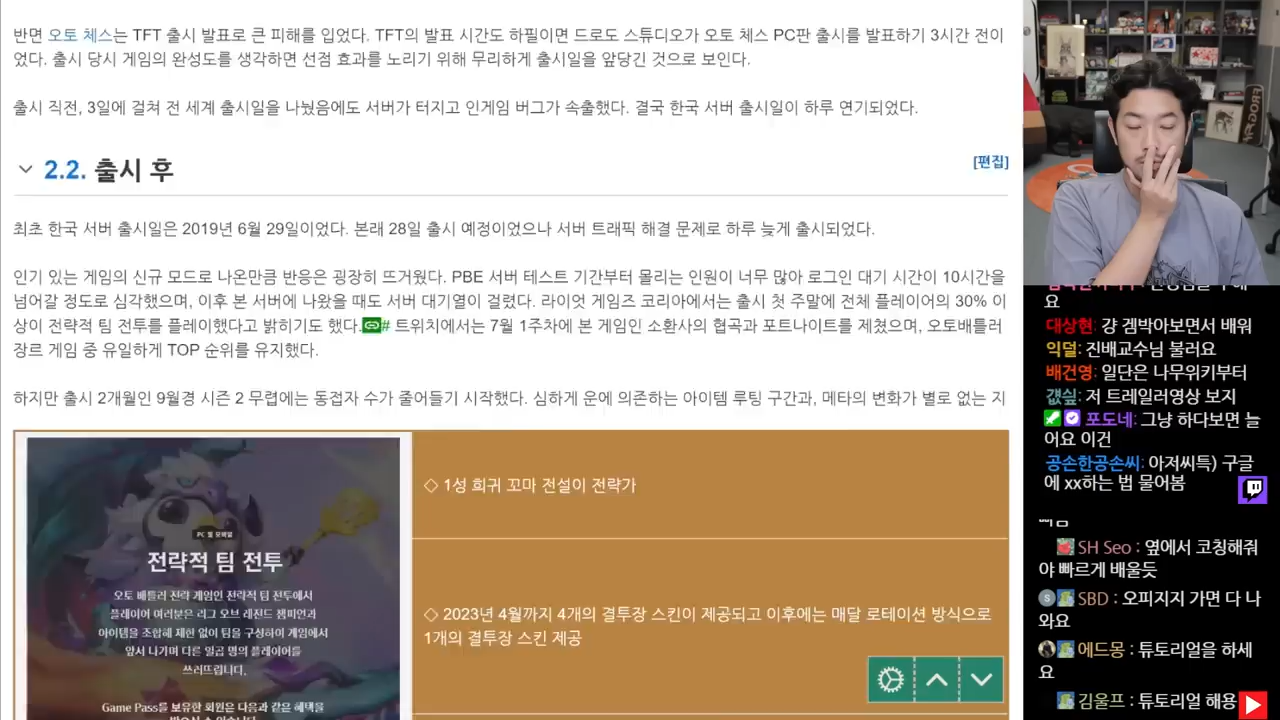 반면 오토 체스는 TFT 출시 발표로 큰 피해를 입었다. TFT의 발표 시간도 하필이면 드로도 스튜디오가 오토 체스 PC판 출시를 발표하기 3시간 전이
었다. 출시 당시 게임의 완성도를 생각하면 선점 효과를 노리기 위해 무리하게 출시일을 앞당긴 것으로 보인다.
출시 직전, 3일에 걸쳐 전 세계 출시일을 나눴음에도 서버가 터지고 인게임 버그가 속출했다. 결국 한국 서버 출시일이 하루 연기되었다.
2.2. 출시 후
[편집]
최초 한국 서버 출시일은 2019년 6월 29일이었다. 본래 28일 출시 예정이었으나 서버 트래픽 해결 문제로 하루 늦게 출시되었다.
인기 있는 게임의 신규 모드로 나온만큼 반응은 굉장히 뜨거웠다. PBE 서버 테스트 기간부터 몰리는 인원이 너무 많아 로그인 대기 시간이 10시간을
넘어갈 정도로 심각했으며, 이후 본 서버에 나왔을 때도 서버 대기열이 걸렸다. 라이엇 게임즈 코리아에서는 출시 첫 주말에 전체 플레이어의 30% 이
상이 전략적 팀 전투를 플레이했다고 밝히기도 했다.# 트위치에서는 7월 1주차에 본 게임인 소환사의 협곡과 포트나이트를 제쳤으며, 오토배틀러
장르 게임 중 유일하게 TOP 순위를 유지했다.
하지만 출시 2개월인 9월경 시즌 2 무렵에는 동접자 수가 줄어들기 시작했다. 심하게 운에 의존하는 아이템 루팅 구간과, 메타의 변화가 별로 없는 지
PC 및 모바일
전략적 팀 전투
오토 배틀러 전략 게임인 전략적 팀 전투에서
플레이어 여러분은 리그 오브 레전드 챔피언과
아이템을 조합해 제한 없이 팀을 구성하여 게임에서
앞서 나가며 다른 일곱 명의 플레이어를
쓰러뜨립니다.
Game Pass를 보유한 회원은 다음과 같은 혜택을
◇ 1성 희귀 꼬마 전설이 전략가
◇ 2023년 4월까지 4개의 결투장 스킨이 제공되고 이후에는 매달 로테이션 방식으로
1개의 결투장 스킨 제공
요
대상현: 걍 겜박아보면서 배워
익덜: 진배교수님 불러요
배건영: 일단은 나무위키부터
갮싶: 저 트레일러영상 보지
포도네: 그냥 하다보면 늘
어요 이건
공손한공손씨: 아저씨특) 구글
에 xx하는 법 물어봄
SH Seo : 옆에서 코칭해줘
야 빠르게 배울듯
SBD : 오피지지 가면 다 나
와요
에드몽 : 튜토리얼을 하세
요
김울프 : 튜토리얼 해용